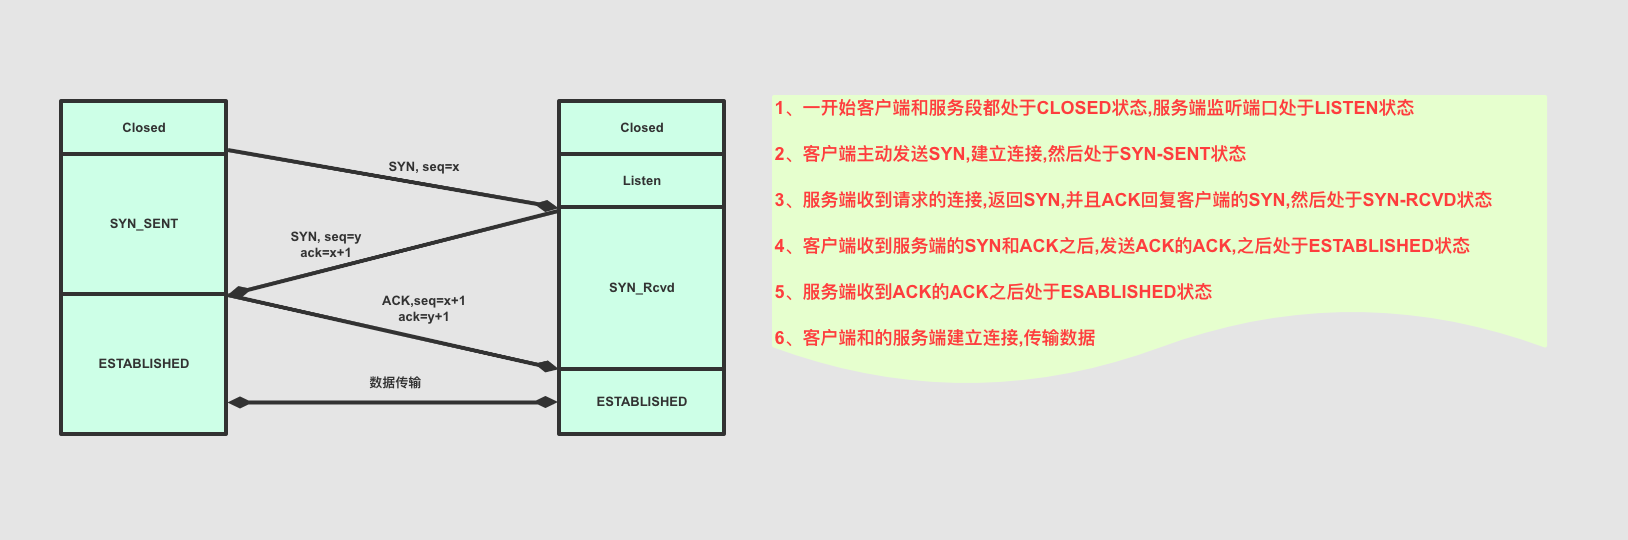 Closed
SYN_SENT
ESTABLISHED
SYN, seq=x
SYN, seq=y
ack=x+1
ACK,seq=x+1
ack=y+1
数据传输
Closed
Listen
SYN_Rcvd
ESTABLISHED
1、一开始客户端和服务段都处于CLOSED状态,服务端监听端口处于LISTEN状态
2、客户端主动发送SYN,建立连接,然后处于SYN-SENT状态
3、服务端收到请求的连接,返回SYN,并且ACK回复客户端的SYN,然后处于SYN-RCVD状态
4、客户端收到服务端的SYN和ACK之后,发送ACK的ACK,之后处于ESTABLISHED状态
5、服务端收到ACK的ACK之后处于ESABLISHED状态
6、客户端和的服务端建立连接,传输数据